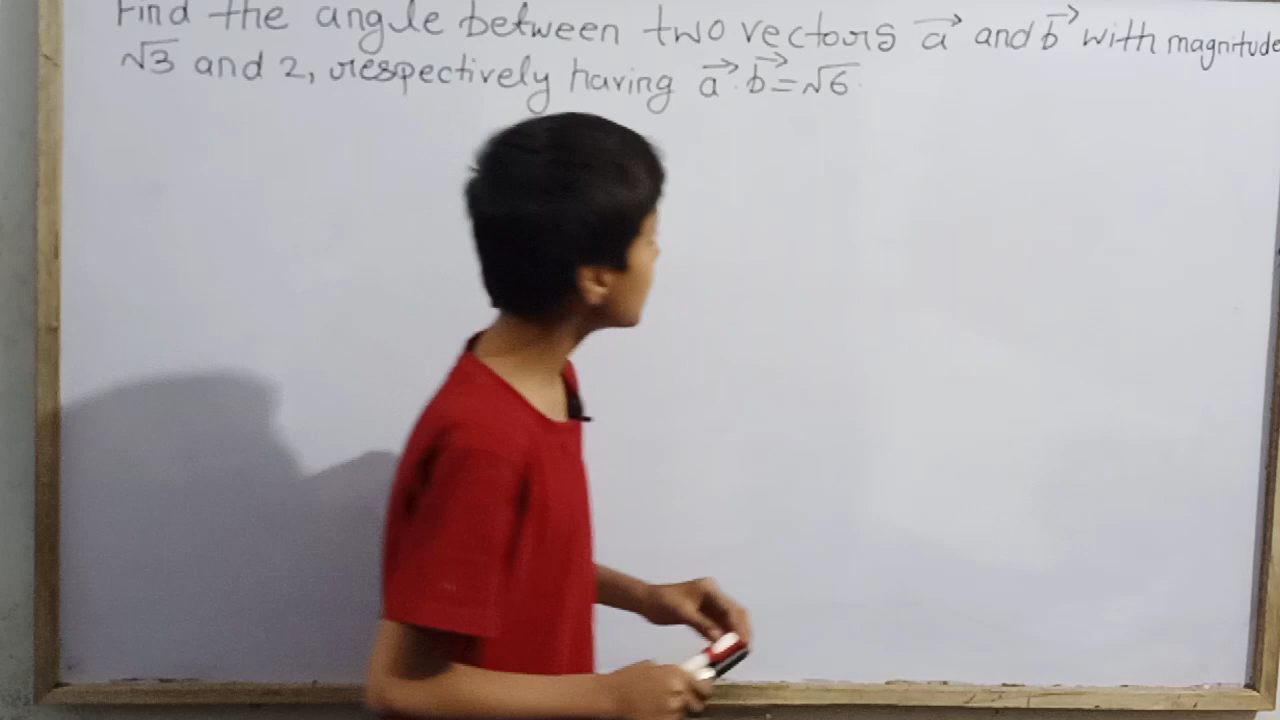 Find the angle between two vectors a⃗ and b⃗ with magnitude
√3 and 2, respectively having a⃗.b⃗=√6.